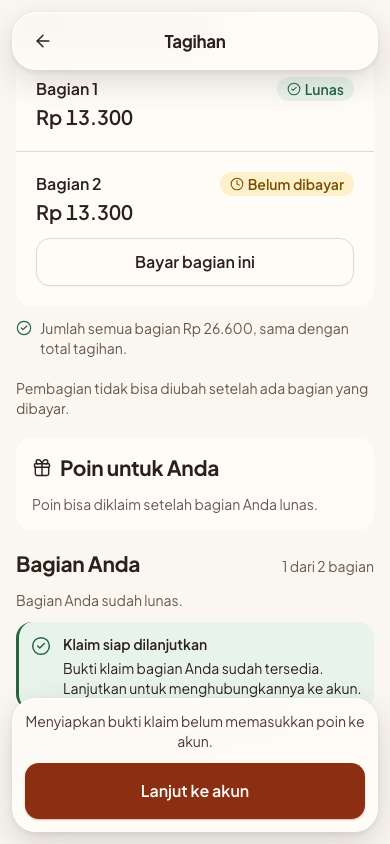 Tagihan
Bagian 1
Lunas
Rp 13.300
Bagian 2
Belum dibayar
Rp 13.300
Bayar bagian ini
Jumlah semua bagian Rp 26.600, sama dengan
total tagihan.
Pembagian tidak bisa diubah setelah ada bagian yang
dibayar.
Poin untuk Anda
Poin bisa diklaim setelah bagian Anda lunas.
Bagian Anda
1 dari 2 bagian
Bagian Anda sudah lunas.
Klaim siap dilanjutkan
Bukti klaim bagian Anda sudah tersedia.
Lanjutkan untuk menghubungkannya ke akun.
Menyiapkan bukti klaim belum memasukkan poin ke
akun.
Lanjut ke akun